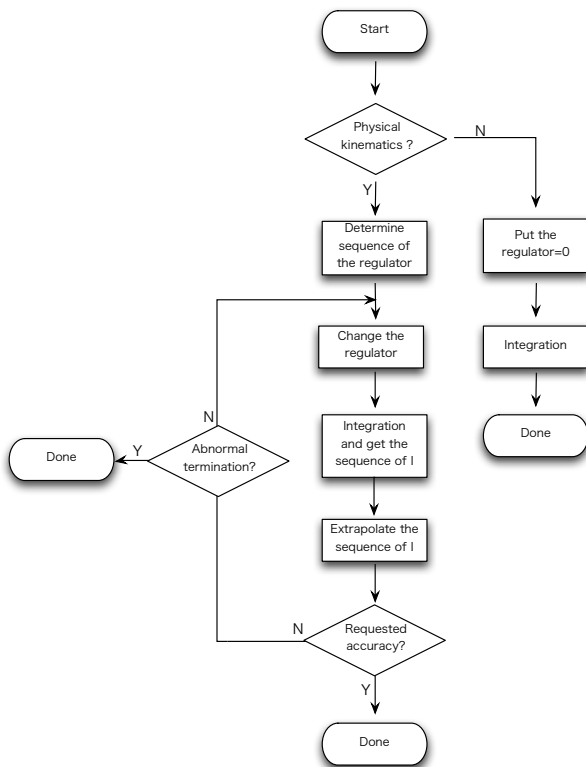 Start
Physical
kinematics ?
N
Y
Determine
sequence of
the regulator
Put the
regulator=0
Change the
regulator
Integration
N
Integration
and get the
sequence of I
Done
Abnormal
termination?
Y
Done
Extrapolate the
sequence of I
N
Requested
accuracy?
Y
Done